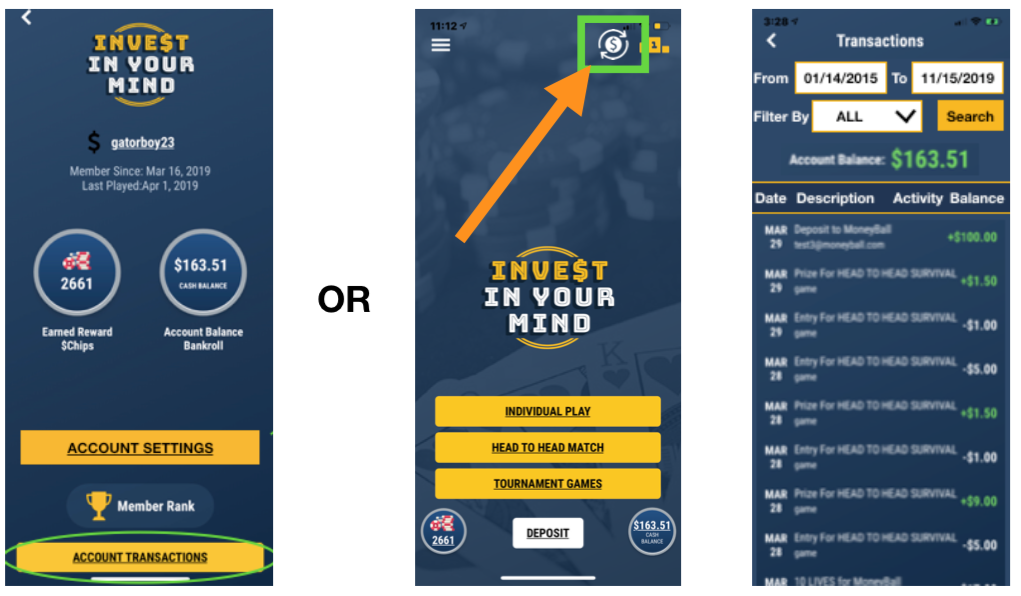 INVE$T
IN YOUR
MIND
$ gatorboy23
Member Since: Mar 16, 2019
Last Played:Apr 1, 2019
2661
$163.51
CASH BALANCE
Earned Reward
$Chips
Account Balance
Bankroll
ACCOUNT SETTINGS
Member Rank
ACCOUNT TRANSACTIONS
OR
11:12
1
INVE$T
IN YOUR
MIND
K
INDIVIDUAL PLAY
HEAD TO HEAD MATCH
TOURNAMENT GAMES
2661
DEPOSIT
$163.51
CASH
BALANCE
3:28
Transactions
From 01/14/2015 To 11/15/2019
Filter By ALL Search
Account Balance: $163.51
Date Description Activity Balance
MAR 29 Deposit to MoneyBall
test3@moneyball.com +$100.00
MAR 29 Prize For HEAD TO HEAD SURVIVAL
game +$1.50
MAR 29 Entry For HEAD TO HEAD SURVIVAL
game -$1.00
MAR 28 Entry For HEAD TO HEAD SURVIVAL
game -$5.00
MAR 28 Prize For HEAD TO HEAD SURVIVAL
game +$1.50
MAR 28 Entry For HEAD TO HEAD SURVIVAL
game -$1.00
MAR 28 Prize For HEAD TO HEAD SURVIVAL
game +$9.00
MAR 28 Entry For HEAD TO HEAD SURVIVAL
game -$5.00
MAR 10 LIVES for MoneyBall